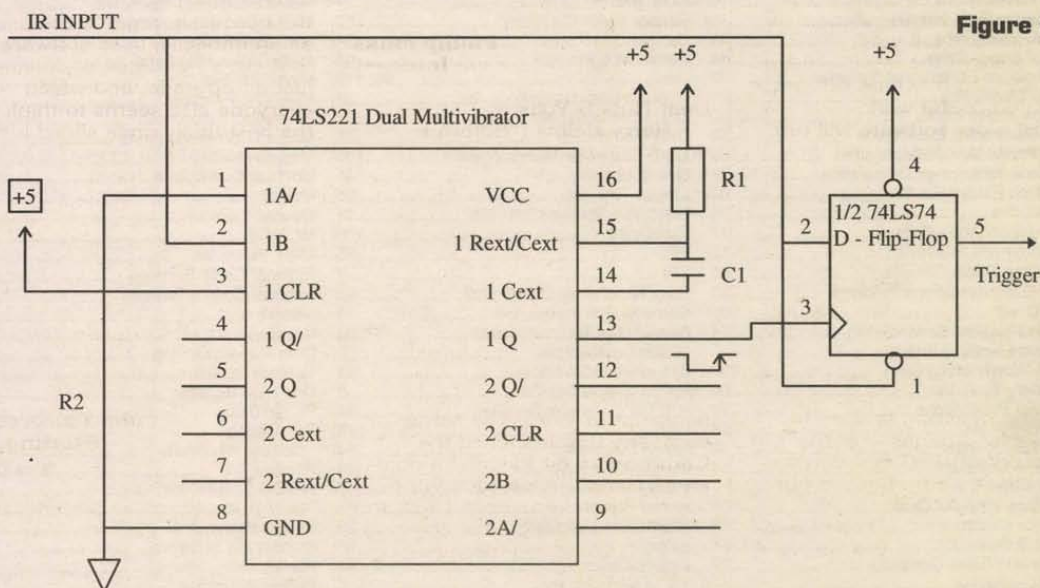 IR INPUT
Figure
+5 +5 +5
74LS221 Dual Multivibrator
+5
1 1A/ VCC 16
R1
4
2 1B 1 Rext/Cext 15
2 1/2 74LS74 5
D - Flip-Flop
3 1 CLR 1 Cext 14
C1
Trigger
4 1 Q/ 1 Q 13
3
5 2 Q 2 Q/ 12
1
R2
6 2 Cext 2 CLR 11
7 2 Rext/Cext 2B 10
8 GND 2A/ 9